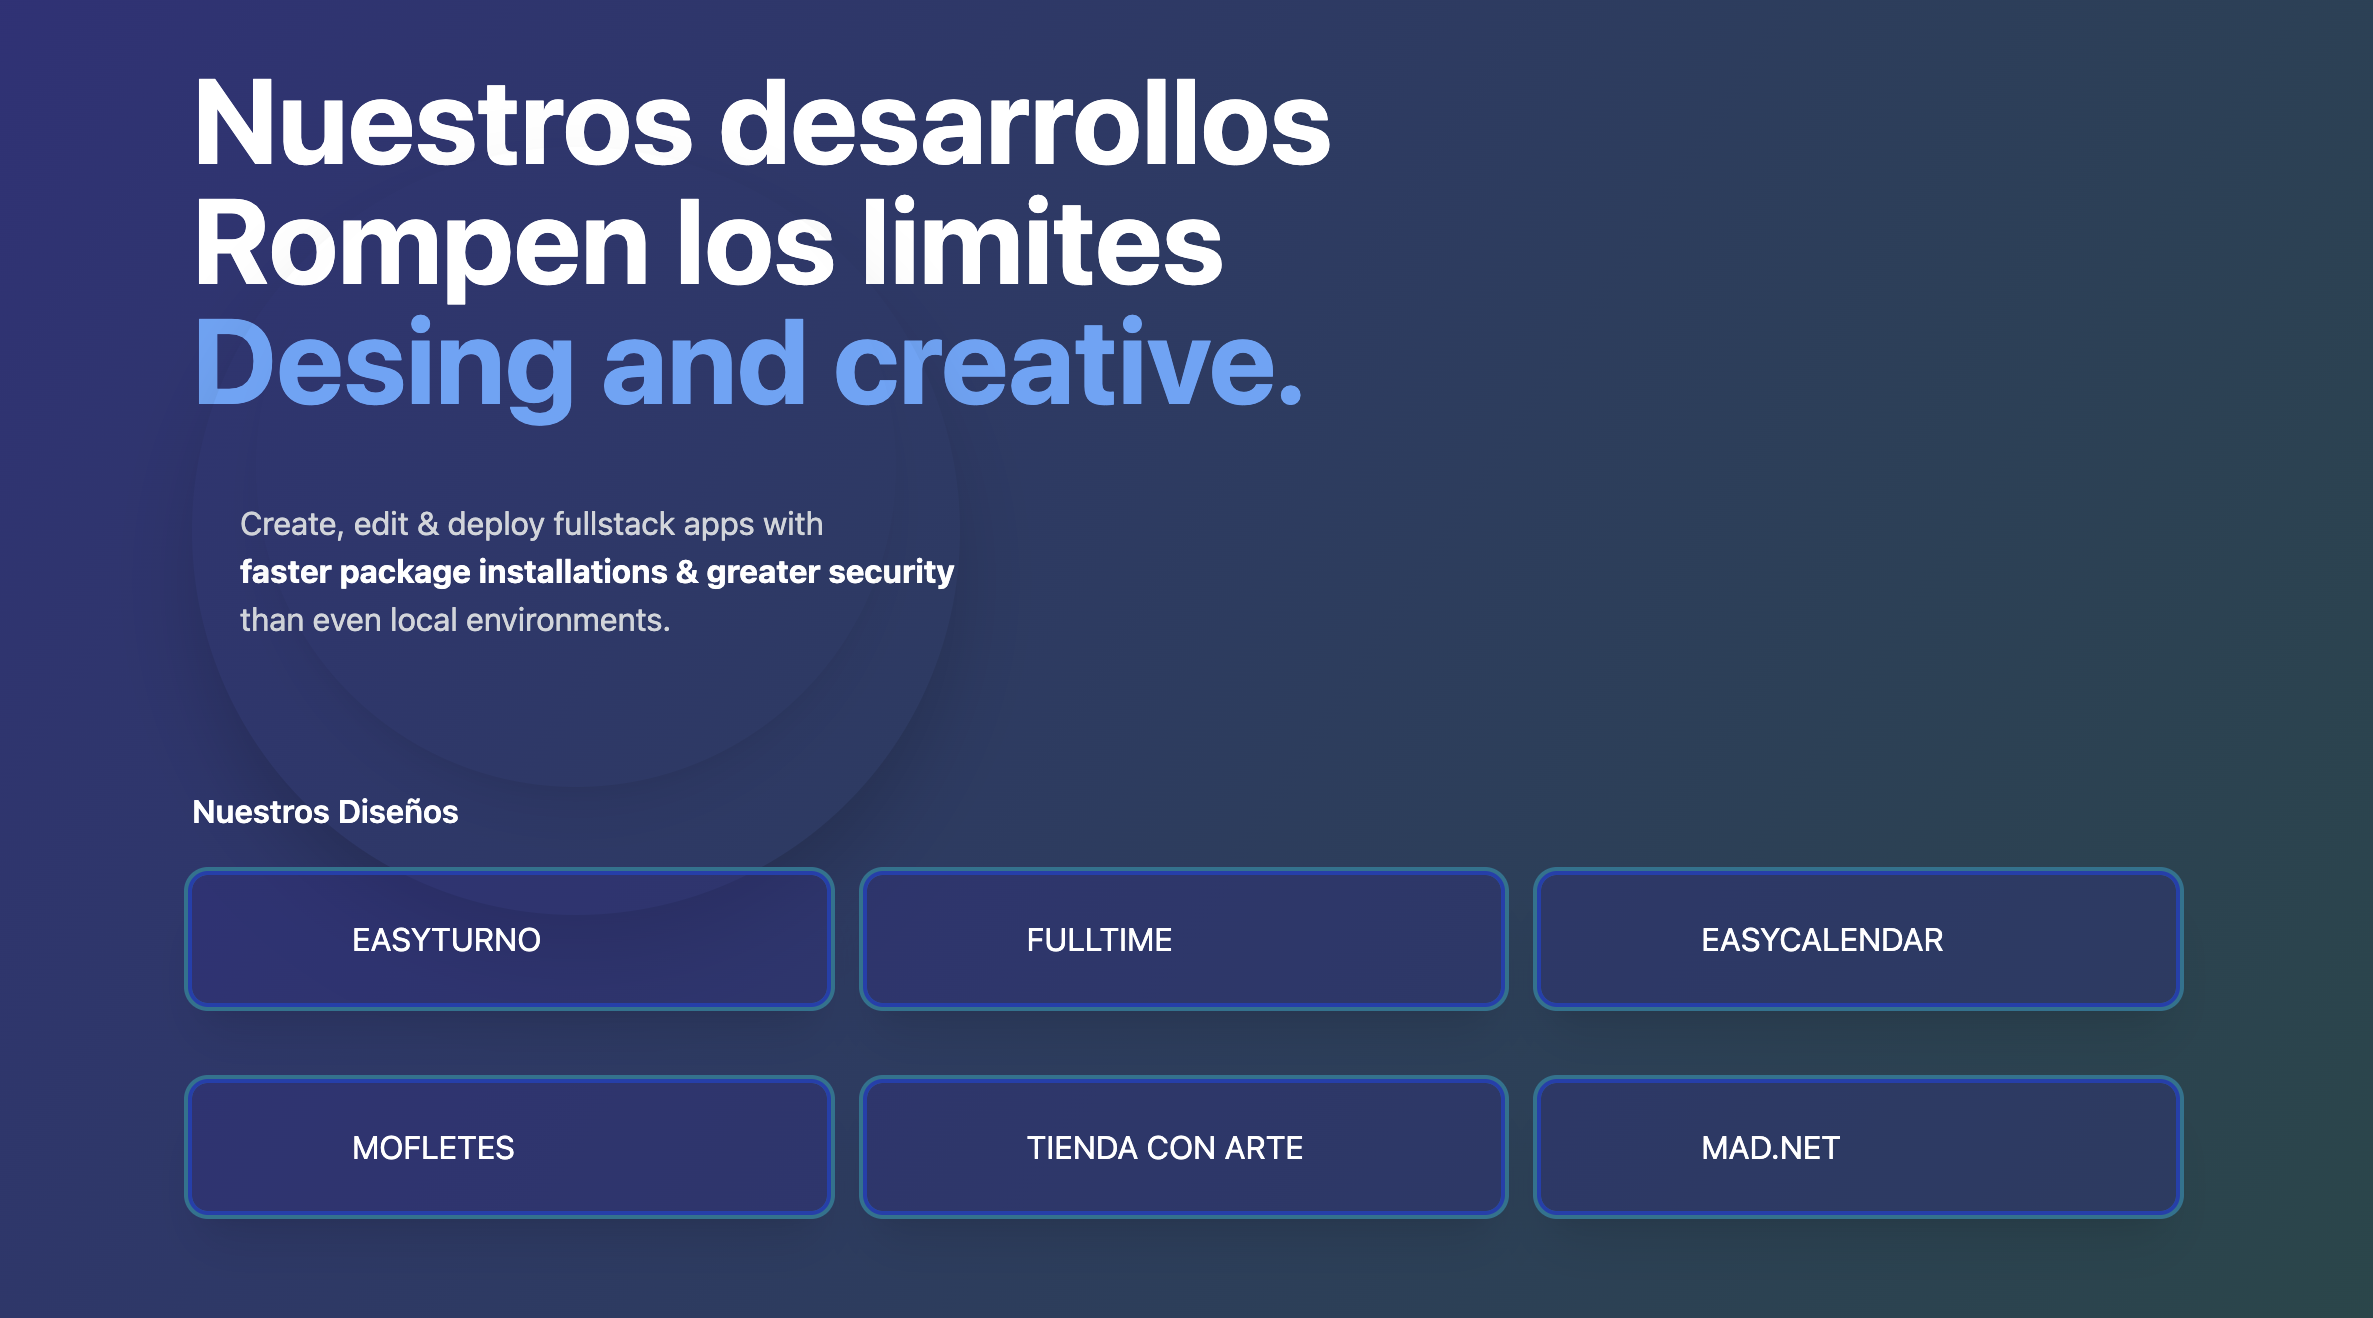 Nuestros desarrollos
Rompen los limites
Desing and creative.
Create, edit & deploy fullstack apps with
faster package installations & greater security
than even local environments.
Nuestros Diseños
EASYTURNO
FULLTIME
EASYCALENDAR
MOFLETES
TIENDA CON ARTE
MAD.NET